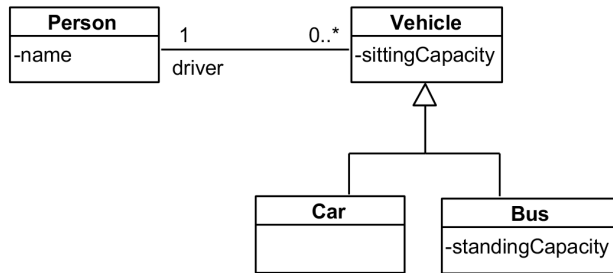 Person
-name
1
driver
0..*
Vehicle
-sittingCapacity
Car
Bus
-standingCapacity